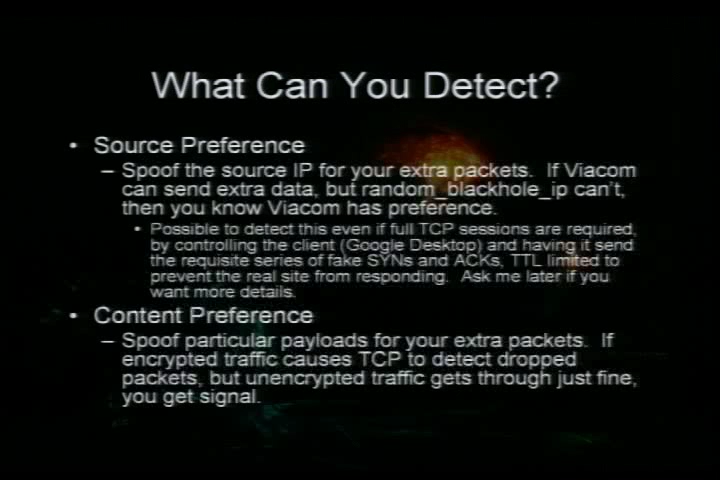 What Can You Detect?
• Source Preference
– Spoof the source IP for your extra packets. If Viacom
can send extra data, but random_blackhole_ip can't,
then you know Viacom has preference.
• Possible to detect this even if full TCP sessions are required,
by controlling the client (Google Desktop) and having it send
the requisite series of fake SYNs and ACKs, TTL limited to
prevent the real site from responding. Ask me later if you
want more details.
• Content Preference
– Spoof particular payloads for your extra packets. If
encrypted traffic causes TCP to detect dropped
packets, but unencrypted traffic gets through just fine,
you get signal.